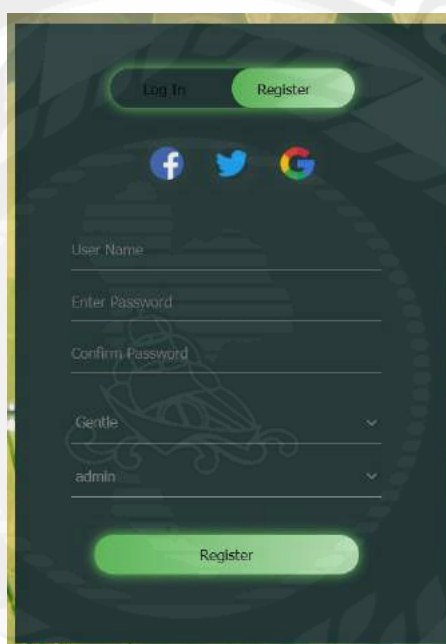 Log In Register
User Name
Enter Password
Confirm Password
Gentle
admin
Register